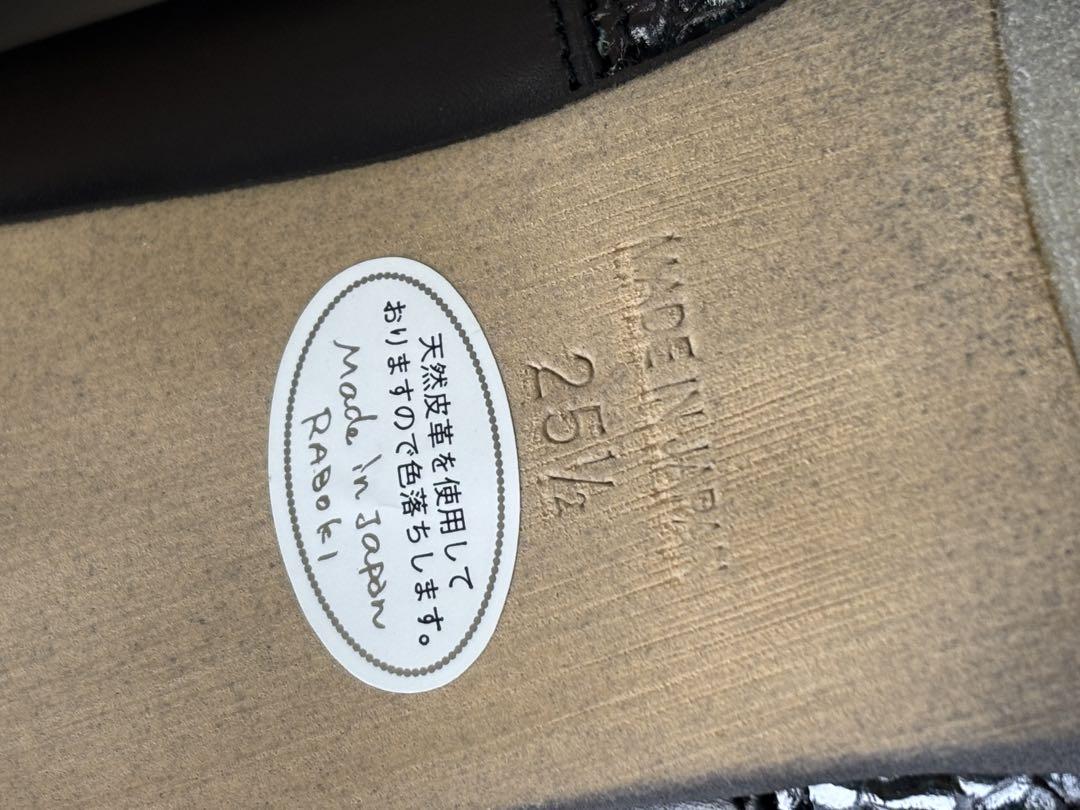 天然皮革を使用して
おりますので色落ちします。
Made in Japan
RABOKI
MADE IN JAPAN
25½